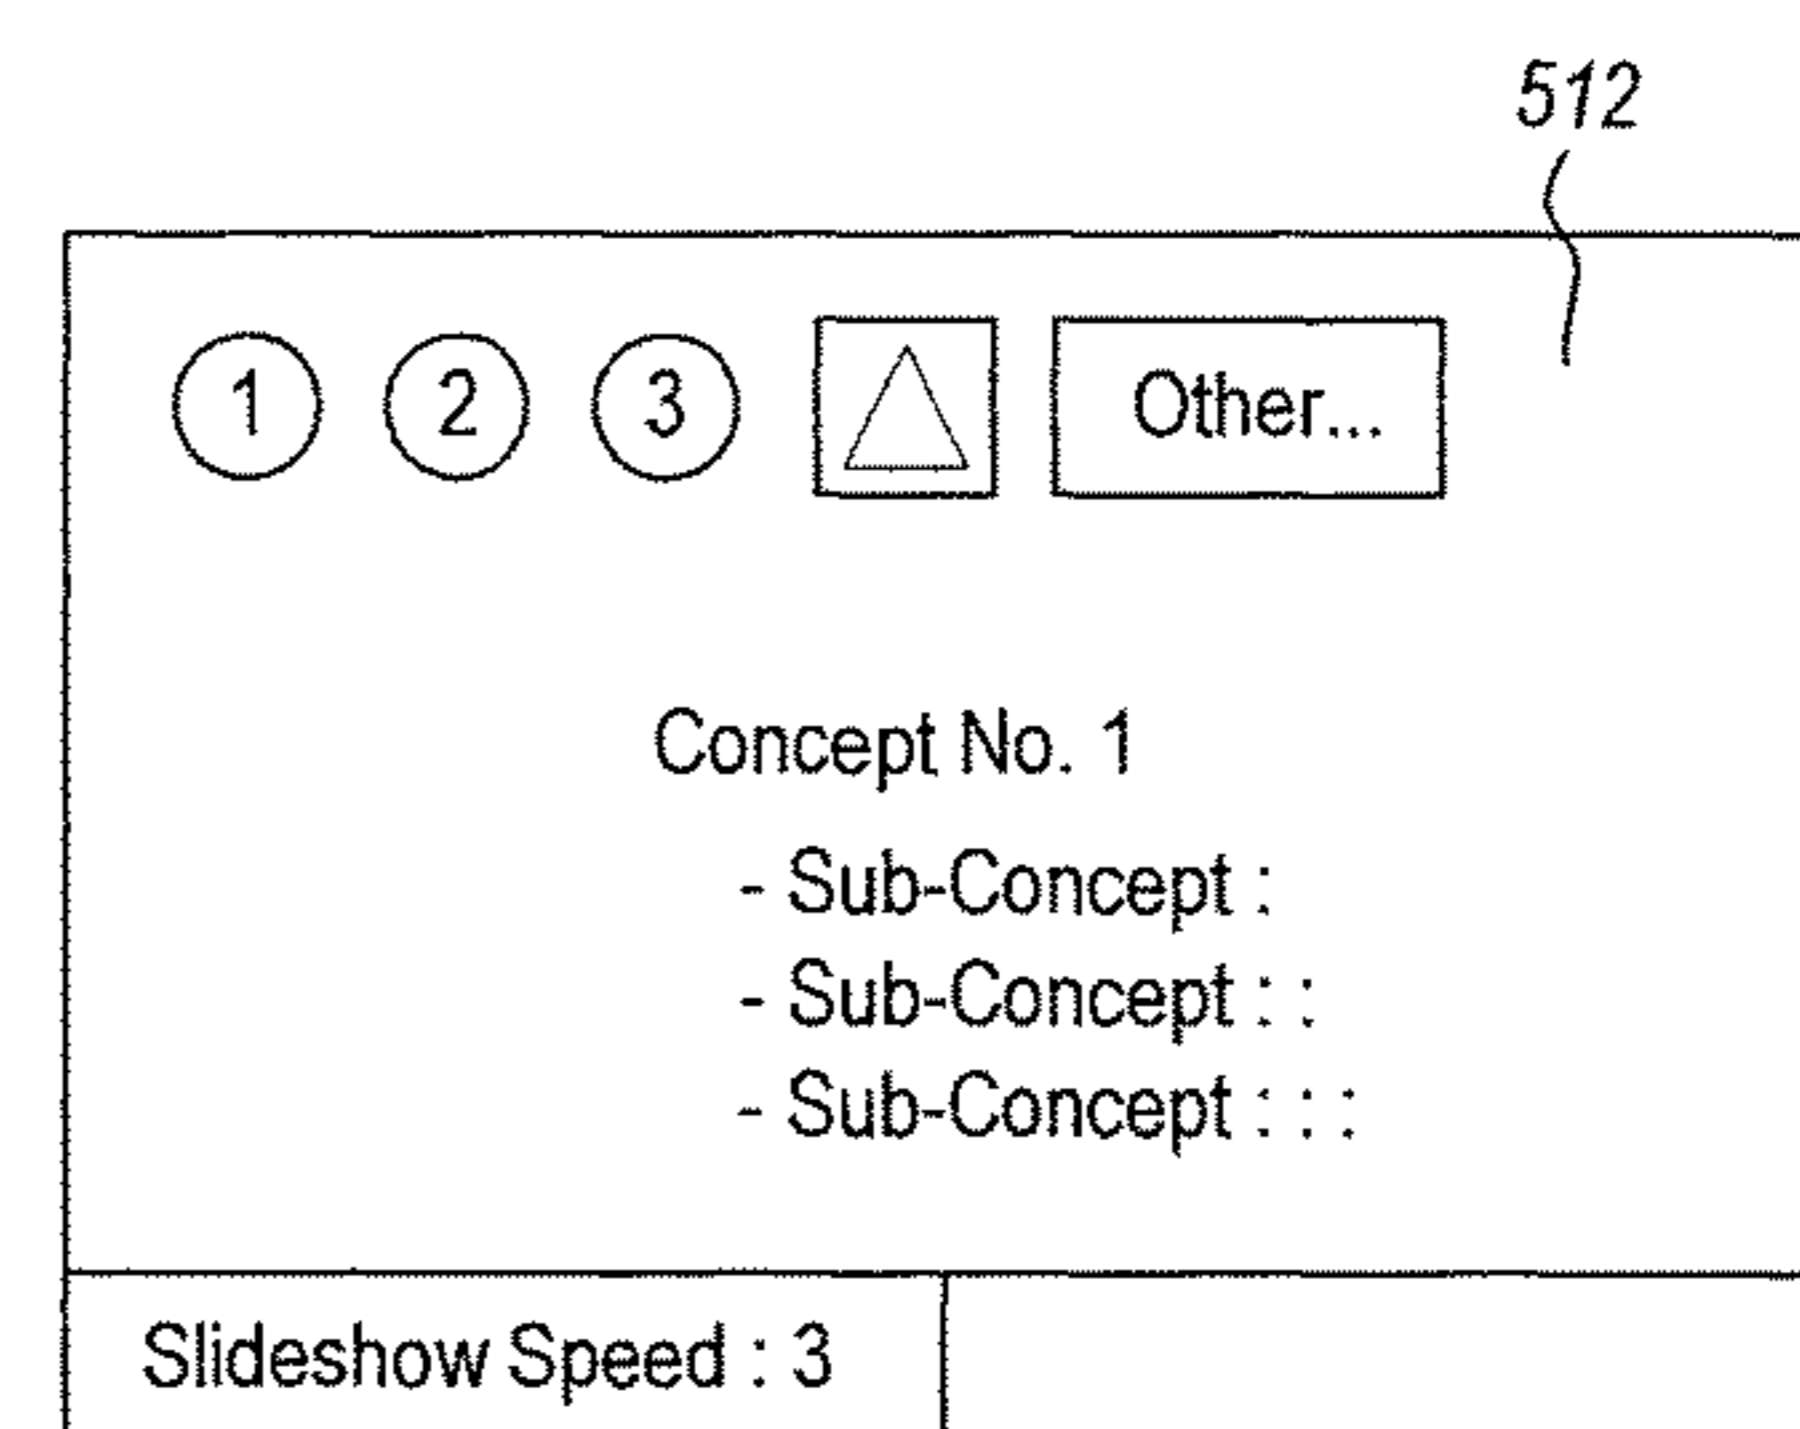 512
1 2 3 Other...
Concept No. 1
- Sub-Concept :
- Sub-Concept : :
- Sub-Concept : : :
Slideshow Speed : 3